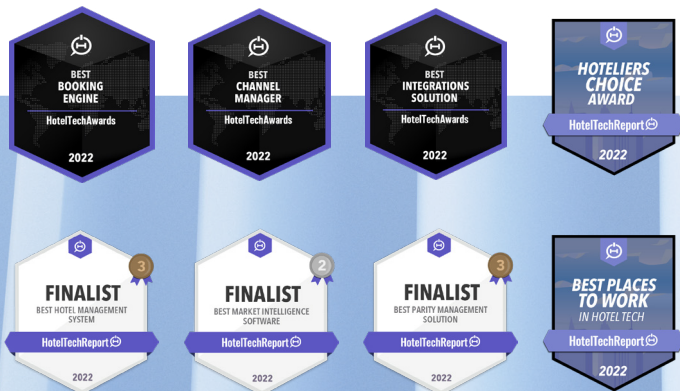 BEST
BOOKING
ENGINE
HotelTechAwards
2022
BEST
CHANNEL
MANAGER
HotelTechAwards
2022
BEST
INTEGRATIONS
SOLUTION
HotelTechAwards
2022
HOTELIERS
CHOICE
AWARD
HotelTechReport
2022
3
FINALIST
BEST HOTEL MANAGEMENT
SYSTEM
HotelTechReport
2022
2
FINALIST
BEST MARKET INTELLIGENCE
SOFTWARE
HotelTechReport
2022
3
FINALIST
BEST PARITY MANAGEMENT
SOLUTION
HotelTechReport
2022
BEST PLACES
TO WORK
IN HOTEL TECH
HotelTechReport
2022